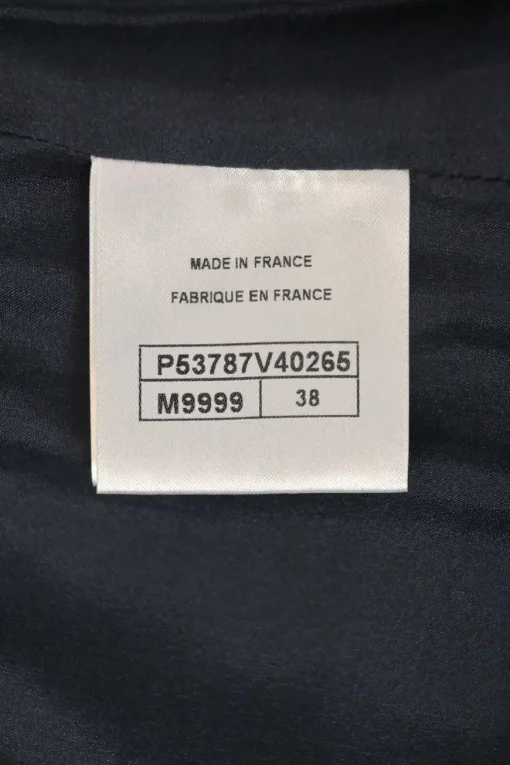 MADE IN FRANCE
FABRIQUE EN FRANCE
P53787V40265
M9999 38